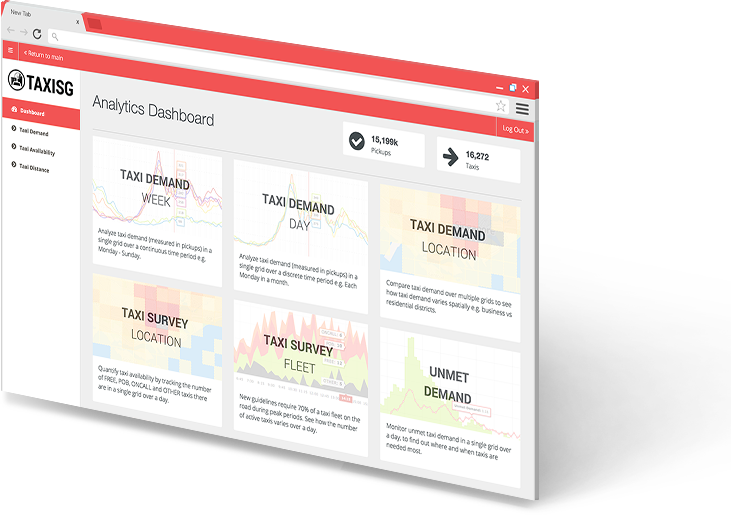 New Tab
x
< Return to main
TAXISG
Log Out »
Dashboard
Taxi Demand
Taxi Availability
Taxi Distance
Analytics Dashboard
15,199k
Pickups
16,272
Taxis
TAXI DEMAND
WEEK
Analyze taxi demand (measured in pickups) in a
single grid over a continuous time period e.g.
Monday - Sunday.
TAXI DEMAND
DAY
Analyze taxi demand (measured in pickups) in a
single grid over a discrete time period e.g. Each
Monday in a month.
TAXI DEMAND
LOCATION
Compare taxi demand over multiple grids to see
how taxi demand varies spatially e.g. business vs
residential districts.
TAXI SURVEY
LOCATION
Quantify taxi availability by tracking the number
of FREE, POB, ONCALL and OTHER taxis there
are in a single grid over a day.
TAXI SURVEY
FLEET
New guidelines require 70% of a taxi fleet on the
road during peak periods. See how the number
of active taxis varies over a day.
UNMET
DEMAND
Monitor unmet taxi demand in a single grid over
a day, to find out where and when taxis are
needed most.